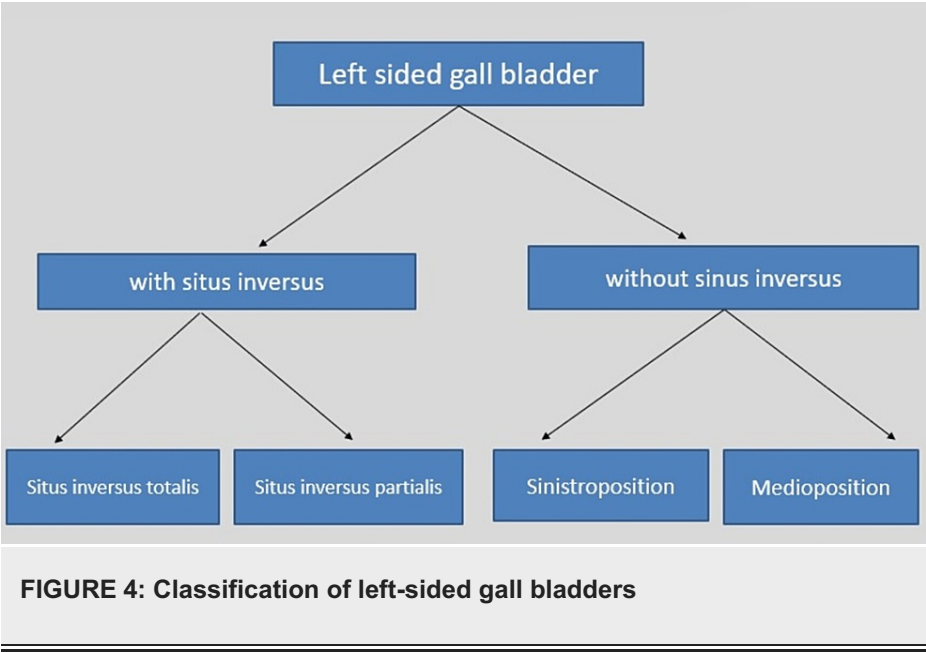 Left sided gall bladder
with situs inversus
without sinus inversus
Situs inversus totalis
Situs inversus partialis
Sinistroposition
Medioposition
FIGURE 4: Classification of left-sided gall bladders